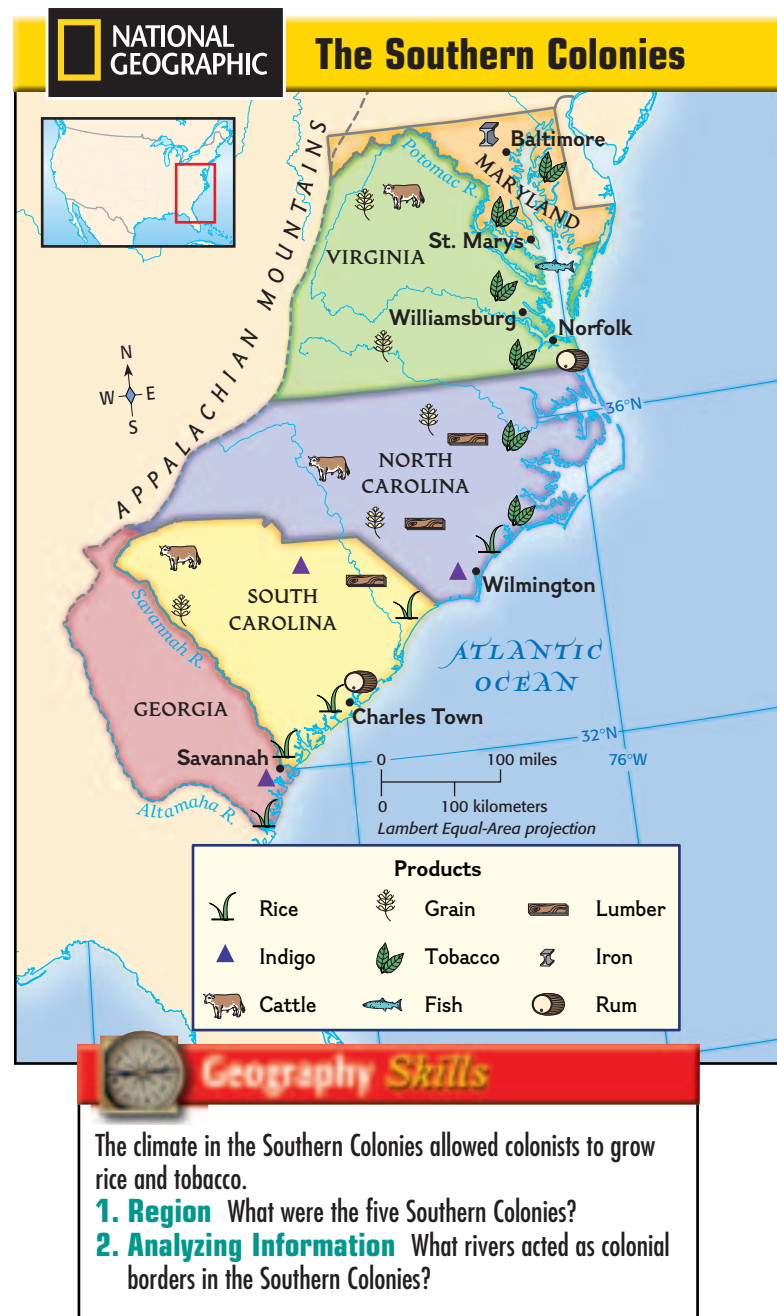 NATIONAL
GEOGRAPHIC
The Southern Colonies
APPALACHIAN MOUNTAINS
Potomac R.
Baltimore
MARYLAND
St. Marys
VIRGINIA
Williamsburg
Norfolk
N
W
E
S
36°N
NORTH
CAROLINA
Wilmington
SOUTH
CAROLINA
Savannah R.
ATLANTIC
OCEAN
GEORGIA
Charles Town
Savannah
32°N
76°W
Altamaha R.
0 100 miles
0 100 kilometers
Lambert Equal-Area projection
Products
Rice
Grain
Lumber
Indigo
Tobacco
Iron
Cattle
Fish
Rum
Geography Skills
The climate in the Southern Colonies allowed colonists to grow
rice and tobacco.
1. Region What were the five Southern Colonies?
2. Analyzing Information What rivers acted as colonial
borders in the Southern Colonies?